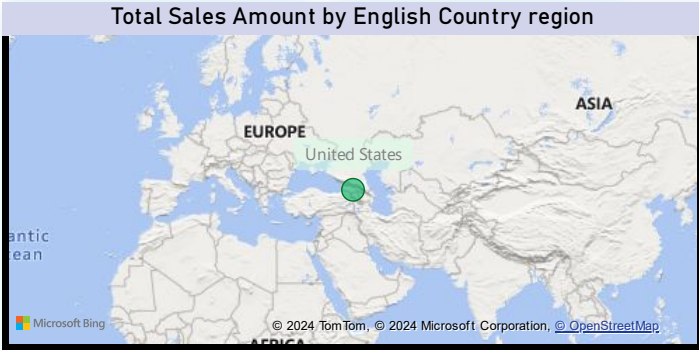 Total Sales Amount by English Country region
ASIA
EUROPE
United States
antic
ean
Microsoft Bing
© 2024 TomTom, © 2024 Microsoft Corporation, © OpenStreetMap
AFRICA